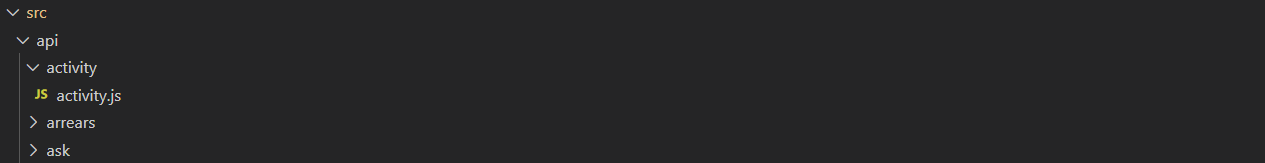 src
api
activity
JS activity.js
arrears
ask